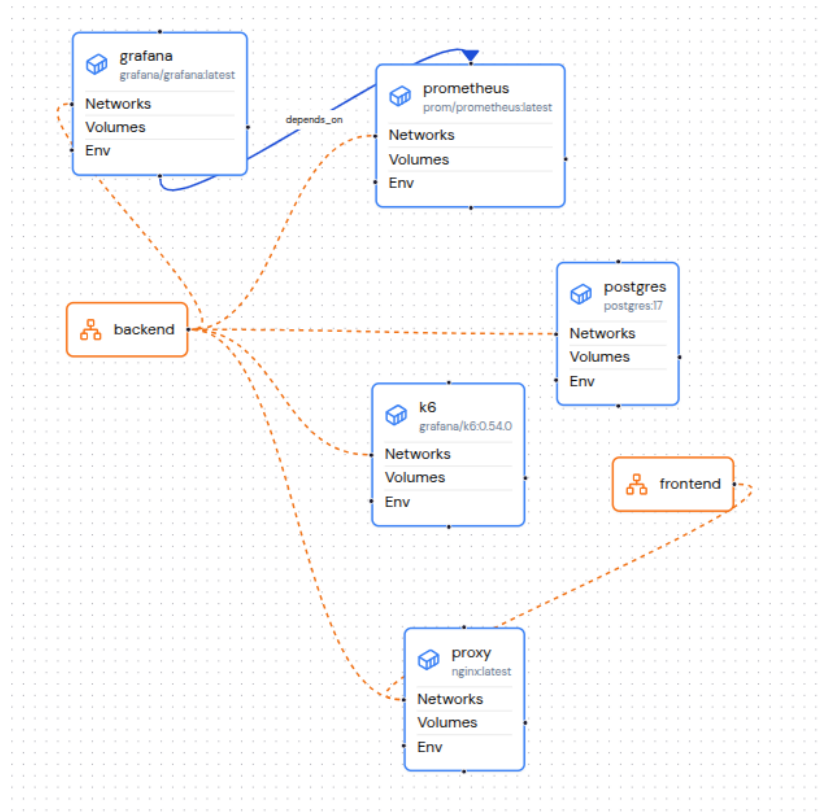 grafana
grafana/grafana:latest
Networks
Volumes
Env
depends_on
prometheus
prom/prometheus:latest
Networks
Volumes
Env
backend
postgres
postgres:17
Networks
Volumes
Env
k6
grafana/k6:0.54.0
Networks
Volumes
Env
frontend
proxy
nginx:latest
Networks
Volumes
Env